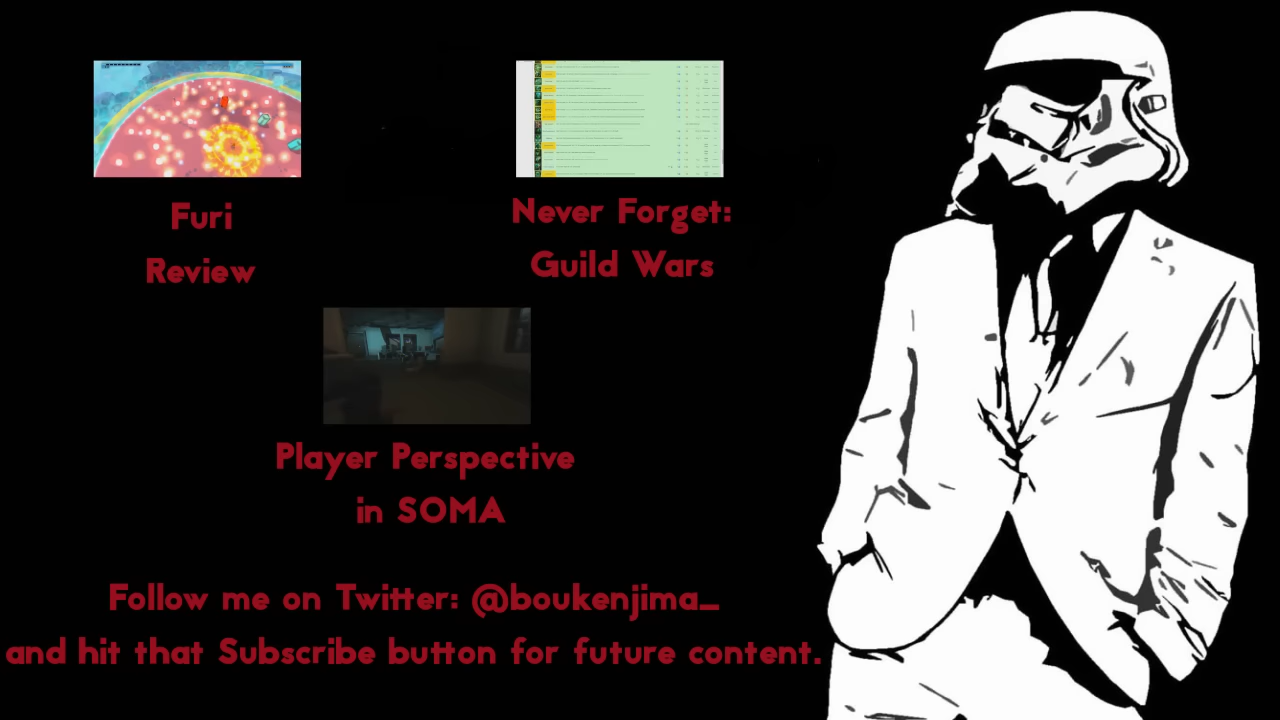 Furi
Review
Never Forget:
Guild Wars
Player Perspective
in SOMA
Follow me on Twitter: @boukenjima_
and hit that Subscribe button for future content.